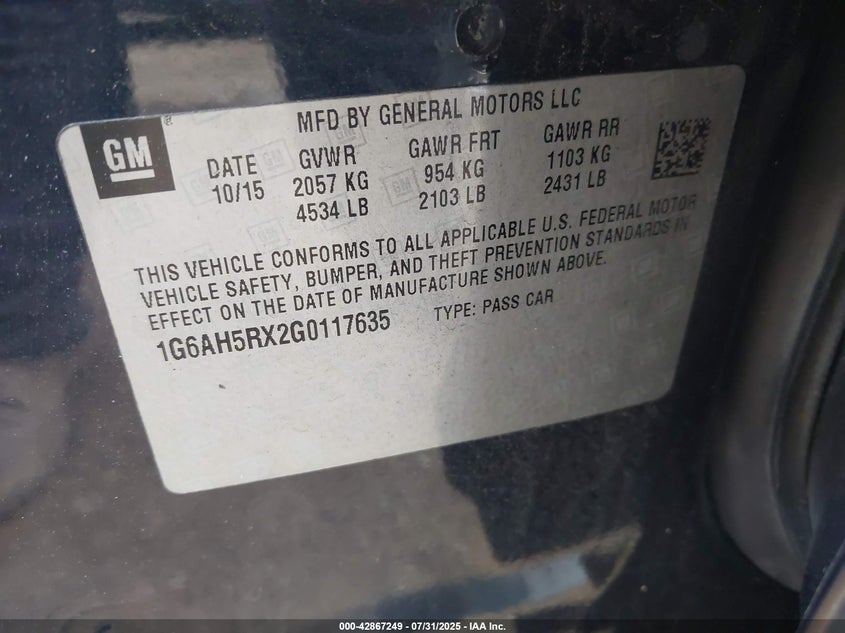 MFD BY GENERAL MOTORS LLC
GM
DATE GVWR GAWR FRT GAWR RR
10/15 2057 KG 954 KG 1103 KG
4534 LB 2103 LB 2431 LB
THIS VEHICLE CONFORMS TO ALL APPLICABLE U.S. FEDERAL MOTOR
VEHICLE SAFETY, BUMPER, AND THEFT PREVENTION STANDARDS IN
EFFECT ON THE DATE OF MANUFACTURE SHOWN ABOVE.
1G6AH5RX2G0117635 TYPE: PASS CAR
000-42867249 - 07/31/2025 - IAA Inc.